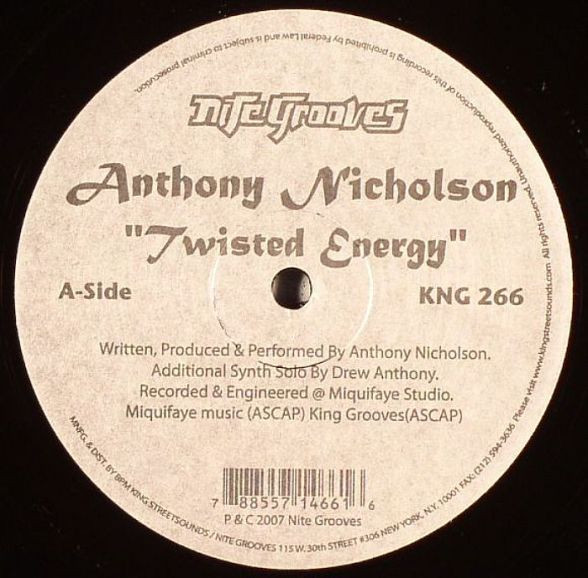 Nite Grooves
Anthony Nicholson
"Twisted Energy"
A-Side
KNG 266
Written, Produced & Performed By Anthony Nicholson.
Additional Synth Solo By Drew Anthony.
Recorded & Engineered @ Miquifaye Studio.
Miquifaye music (ASCAP) King Grooves(ASCAP)
7 88557 14661 6
P & C 2007 Nite Grooves
MNFG. & DIST. BY BPM KING STREETSOUNDS / NITE GROOVES 115 W. 30th STREET #306 NEW YORK, N.Y. 10001 FAX: (212) 594-3636 Please visit www.kingstreetsounds.com All rights reserved. Unauthorized reproduction of this recording is prohibited by Federal Law and is subject to criminal prosecution.